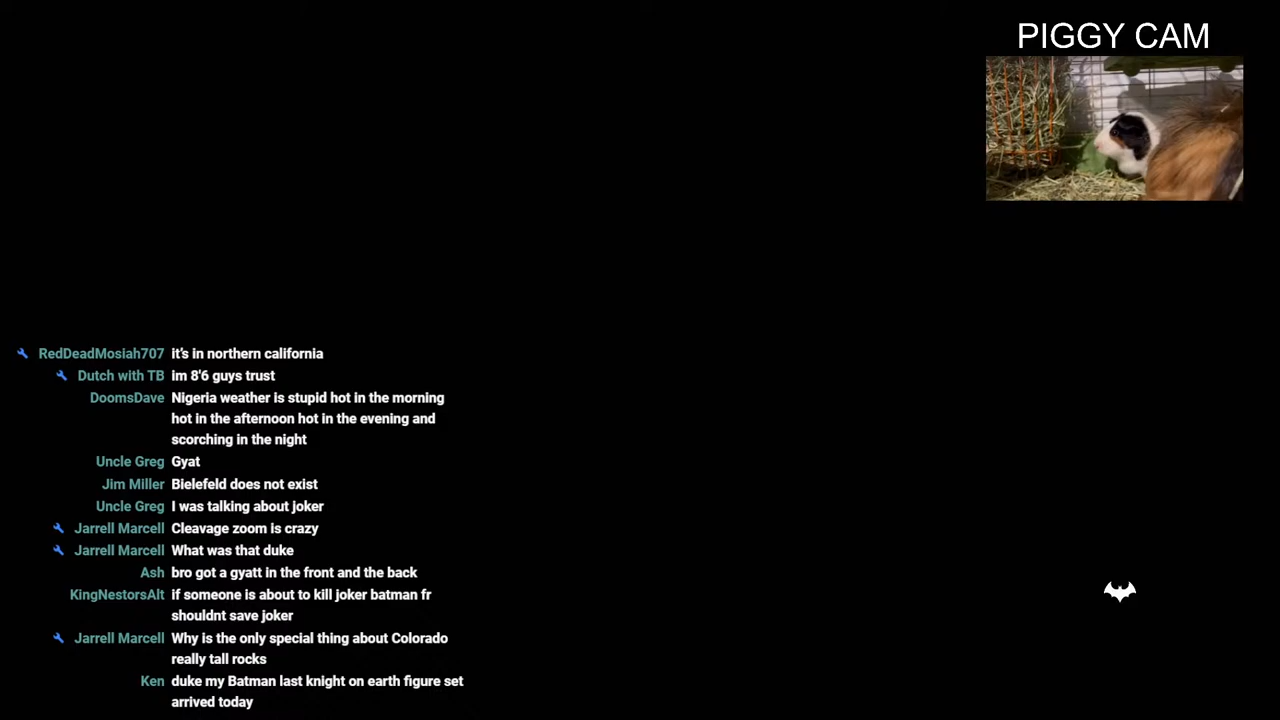 PIGGY CAM
RedDeadMosiah707 it's in northern california
Dutch with TB im 8'6 guys trust
DoomsDave Nigeria weather is stupid hot in the morning
hot in the afternoon hot in the evening and
scorching in the night
Uncle Greg Gyat
Jim Miller Bielefeld does not exist
Uncle Greg I was talking about joker
Jarrell Marcell Cleavage zoom is crazy
Jarrell Marcell What was that duke
Ash bro got a gyatt in the front and the back
KingNestorsAlt if someone is about to kill joker batman fr
shouldnt save joker
Jarrell Marcell Why is the only special thing about Colorado
really tall rocks
Ken duke my Batman last knight on earth figure set
arrived today